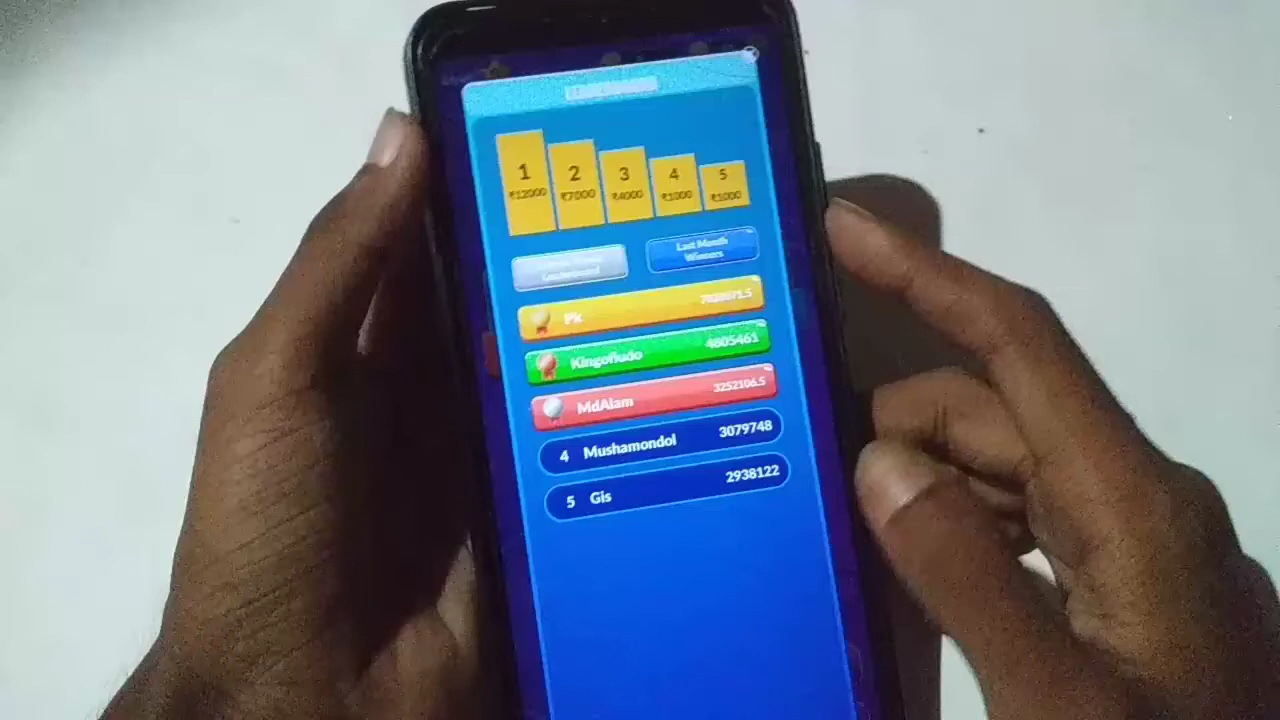 1 2 3 4 5
₹12000 ₹7000 ₹4000 ₹1000 ₹1000
Leaderboard
Last Month
Winners
Pk
Kingofludo 4805461
MdAlam 3252106.5
4 Mushamondol 3079748
5 Gis 2938122